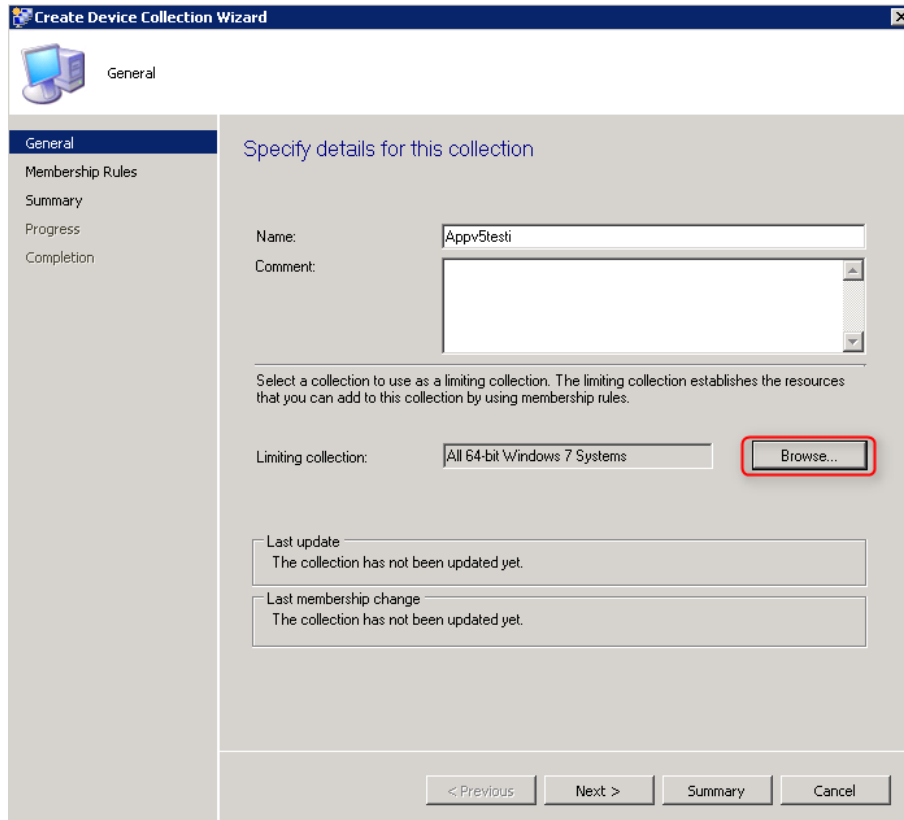 Create Device Collection Wizard
General
General
Membership Rules
Summary
Progress
Completion
Specify details for this collection
Name:
Appv5testi
Comment:
Select a collection to use as a limiting collection. The limiting collection establishes the resources
that you can add to this collection by using membership rules.
Limiting collection:
All 64-bit Windows 7 Systems
Browse...
Last update
The collection has not been updated yet.
Last membership change
The collection has not been updated yet.
< Previous
Next >
Summary
Cancel